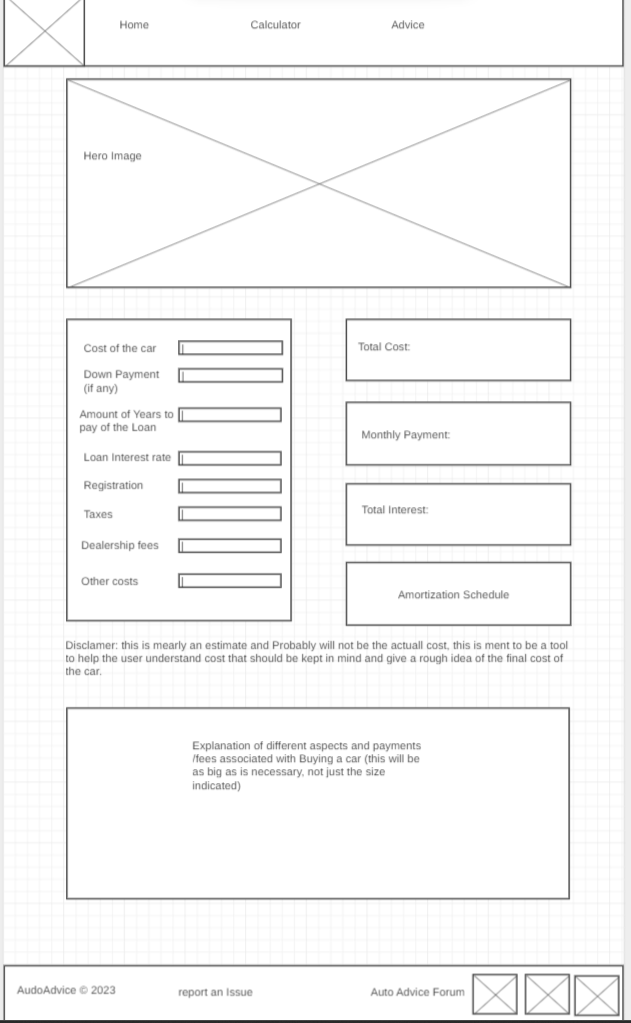 Home
Calculator
Advice
Hero Image
Cost of the car
Down Payment
(if any)
Amount of Years to
pay of the Loan
Loan Interest rate
Registration
Taxes
Dealership fees
Other costs
Total Cost:
Monthly Payment:
Total Interest:
Amortization Schedule
Disclamer: this is mearly an estimate and Probably will not be the actuall cost, this is ment to be a tool
to help the user understand cost that should be kept in mind and give a rough idea of the final cost of
the car.
Explanation of different aspects and payments
/fees associated with Buying a car (this will be
as big as is necessary, not just the size
indicated)
AudoAdvice © 2023
report an Issue
Auto Advice Forum